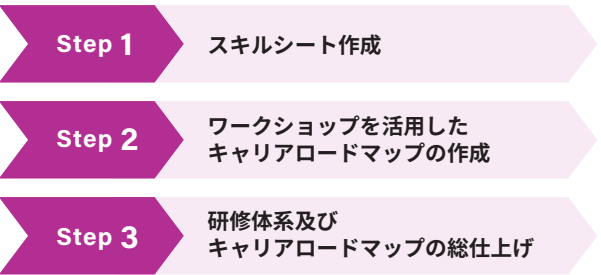 Step 1
スキルシート作成
Step 2
ワークショップを活用した
キャリアロードマップの作成
Step 3
研修体系及び
キャリアロードマップの総仕上げ